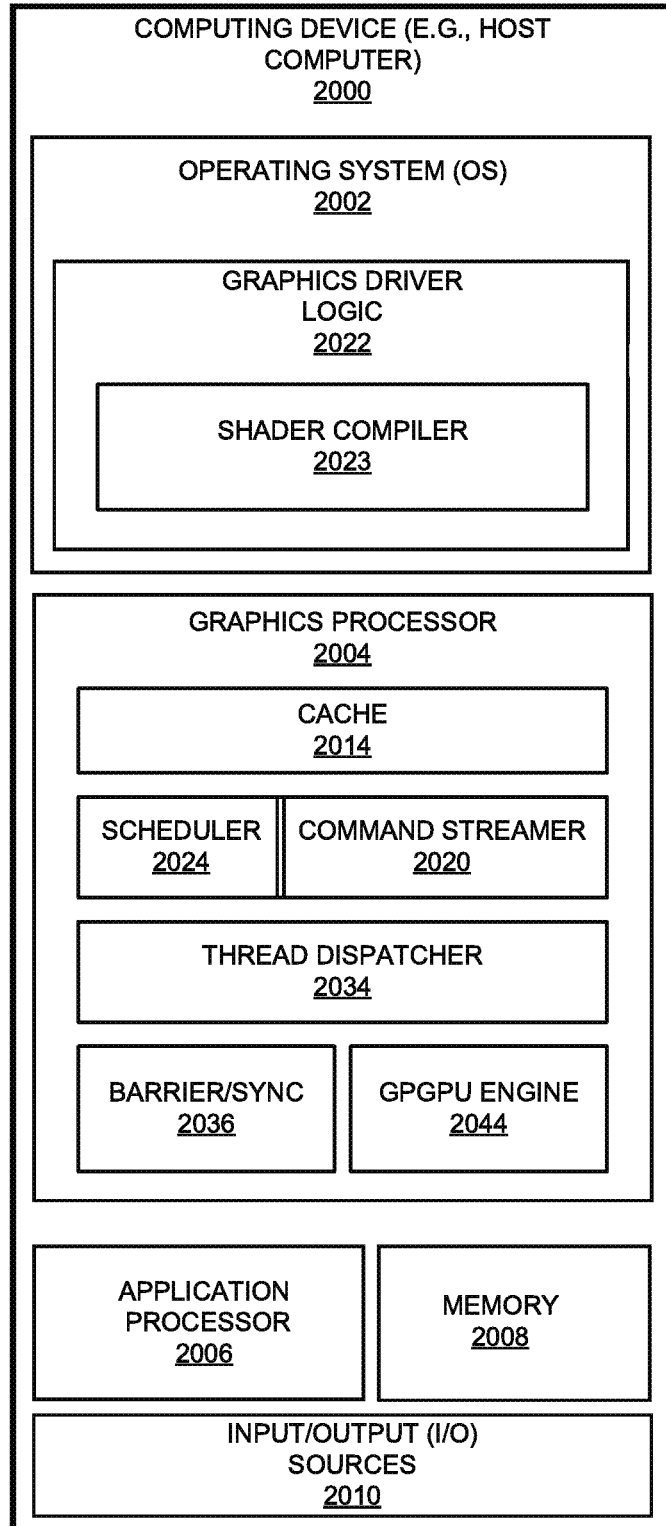 COMPUTING DEVICE (E.G., HOST
COMPUTER)
2000
OPERATING SYSTEM (OS)
2002
GRAPHICS DRIVER
LOGIC
2022
SHADER COMPILER
2023
GRAPHICS PROCESSOR
2004
CACHE
2014
SCHEDULER
2024
COMMAND STREAMER
2020
THREAD DISPATCHER
2034
BARRIER/SYNC
2036
GPGPU ENGINE
2044
APPLICATION
PROCESSOR
2006
MEMORY
2008
INPUT/OUTPUT (I/O)
SOURCES
2010